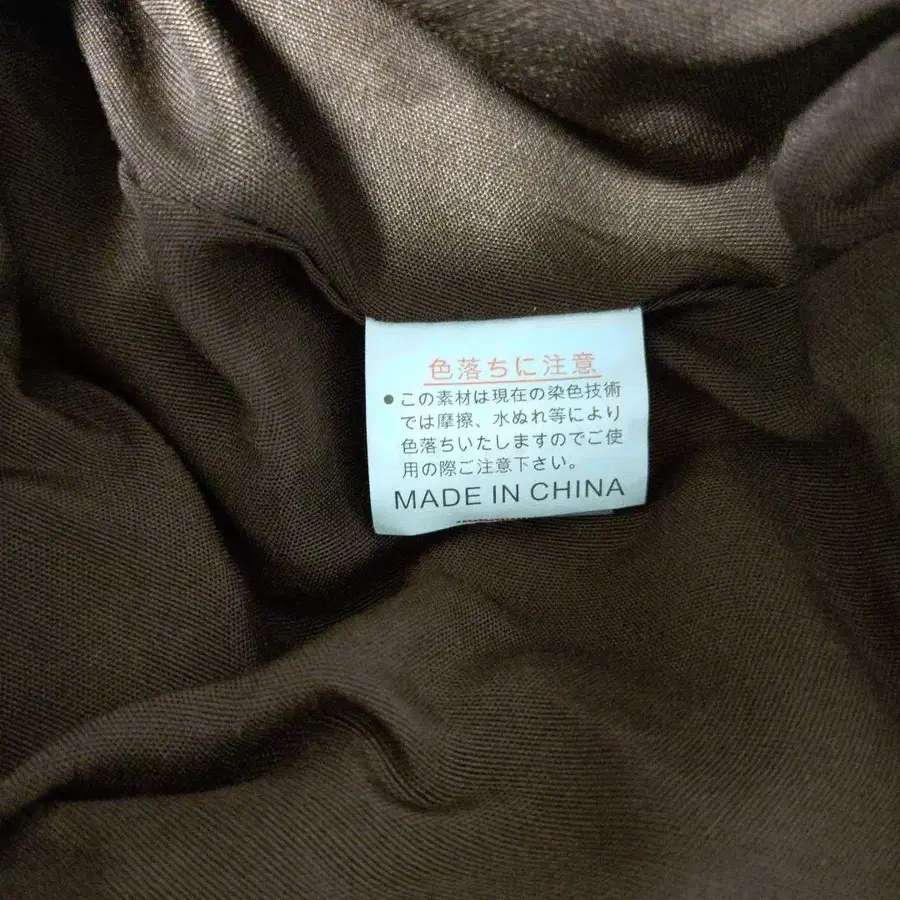 色落ちに注意
●この素材は現在の染色技術
では摩擦、水ぬれ等により
色落ちいたしますのでご使
用の際ご注意下さい。
MADE IN CHINA